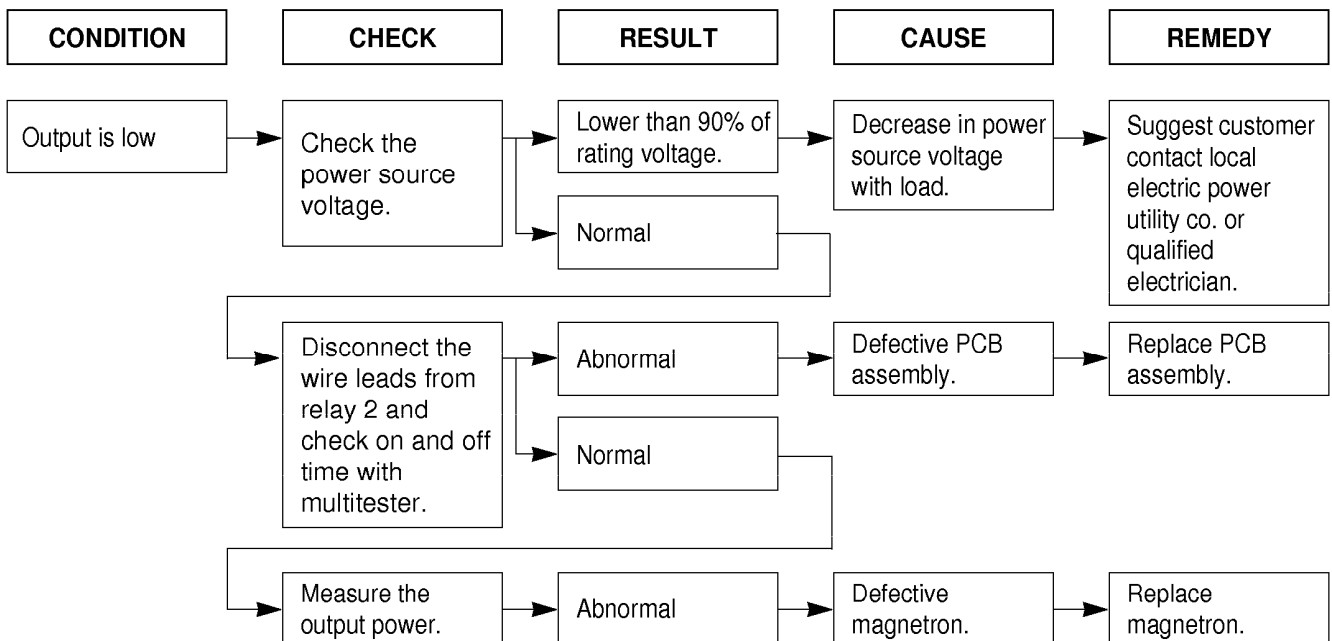 CONDITION
CHECK
RESULT
CAUSE
REMEDY
Output is low
Check the
power source
voltage.
Lower than 90% of
rating voltage.
Decrease in power
source voltage
with load.
Suggest customer
contact local
electric power
utility co. or
qualified
electrician.
Normal
Disconnect the
wire leads from
relay 2 and
check on and off
time with
multitester.
Abnormal
Defective PCB
assembly.
Replace PCB
assembly.
Normal
Measure the
output power.
Abnormal
Defective
magnetron.
Replace
magnetron.